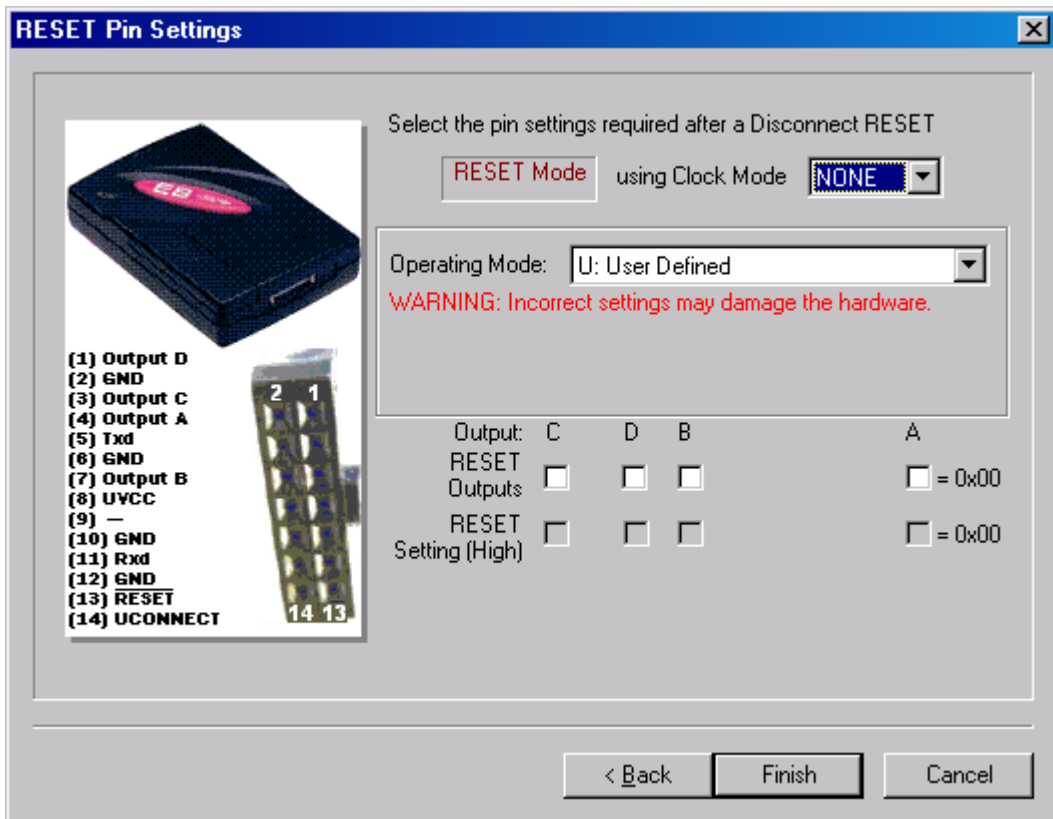 RESET Pin Settings
Select the pin settings required after a Disconnect RESET
RESET Mode using Clock Mode NONE
Operating Mode: U: User Defined
WARNING: Incorrect settings may damage the hardware.
E8
(1) Output D
(2) GND
(3) Output C
(4) Output A
(5) Txd
(6) GND
(7) Output B
(8) UVCC
(9) —
(10) GND
(11) Rxd
(12) GND
(13) RESET
(14) UCONNECT
2 1
14 13
Output: C D B A
RESET Outputs = 0x00
RESET Setting (High) = 0x00
< Back Finish Cancel